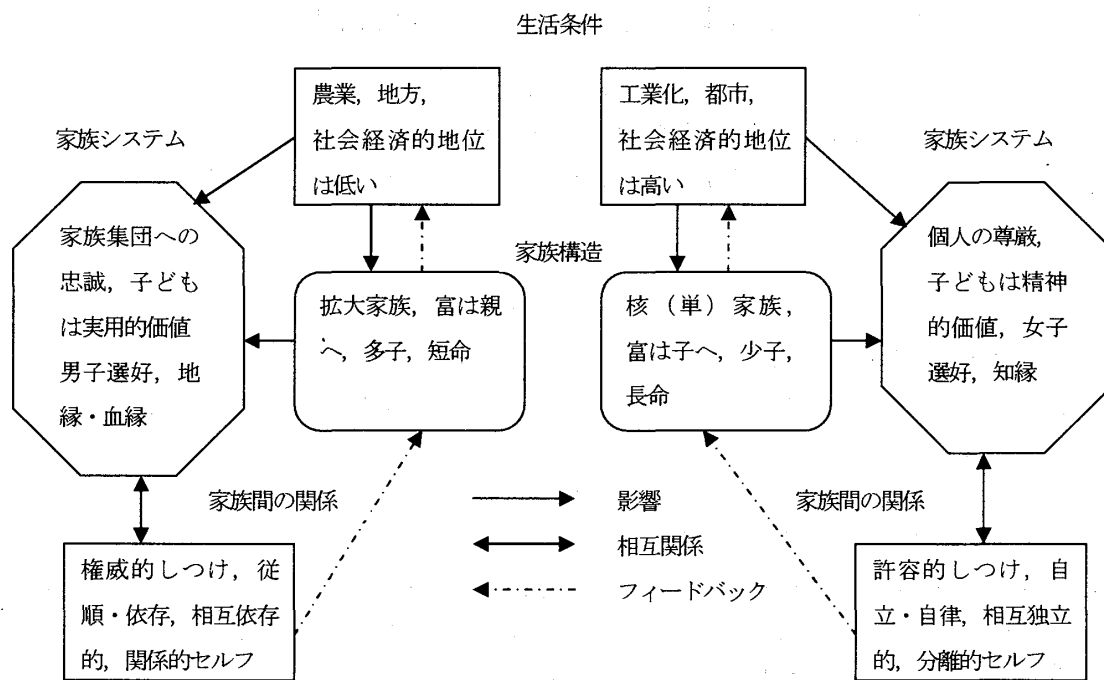 生活条件
農業，地方，
社会経済的地位
は低い
工業化，都市，
社会経済的地位
は高い
家族システム
家族システム
家族集団への
忠誠，子ども
は実用的価値
男子選好，地
縁・血縁
家族構造
拡大家族，富は親
へ，多子，短命
核（単）家族，
富は子へ，少子，
長命
個人の尊厳，
子どもは精神
的価値，女子
選好，知縁
家族間の関係
影響
家族間の関係
相互関係
フィードバック
権威的しつけ，従
順・依存，相互依存
的，関係的セルフ
許容的しつけ，自
立・自律，相互独立
的，分離的セルフ